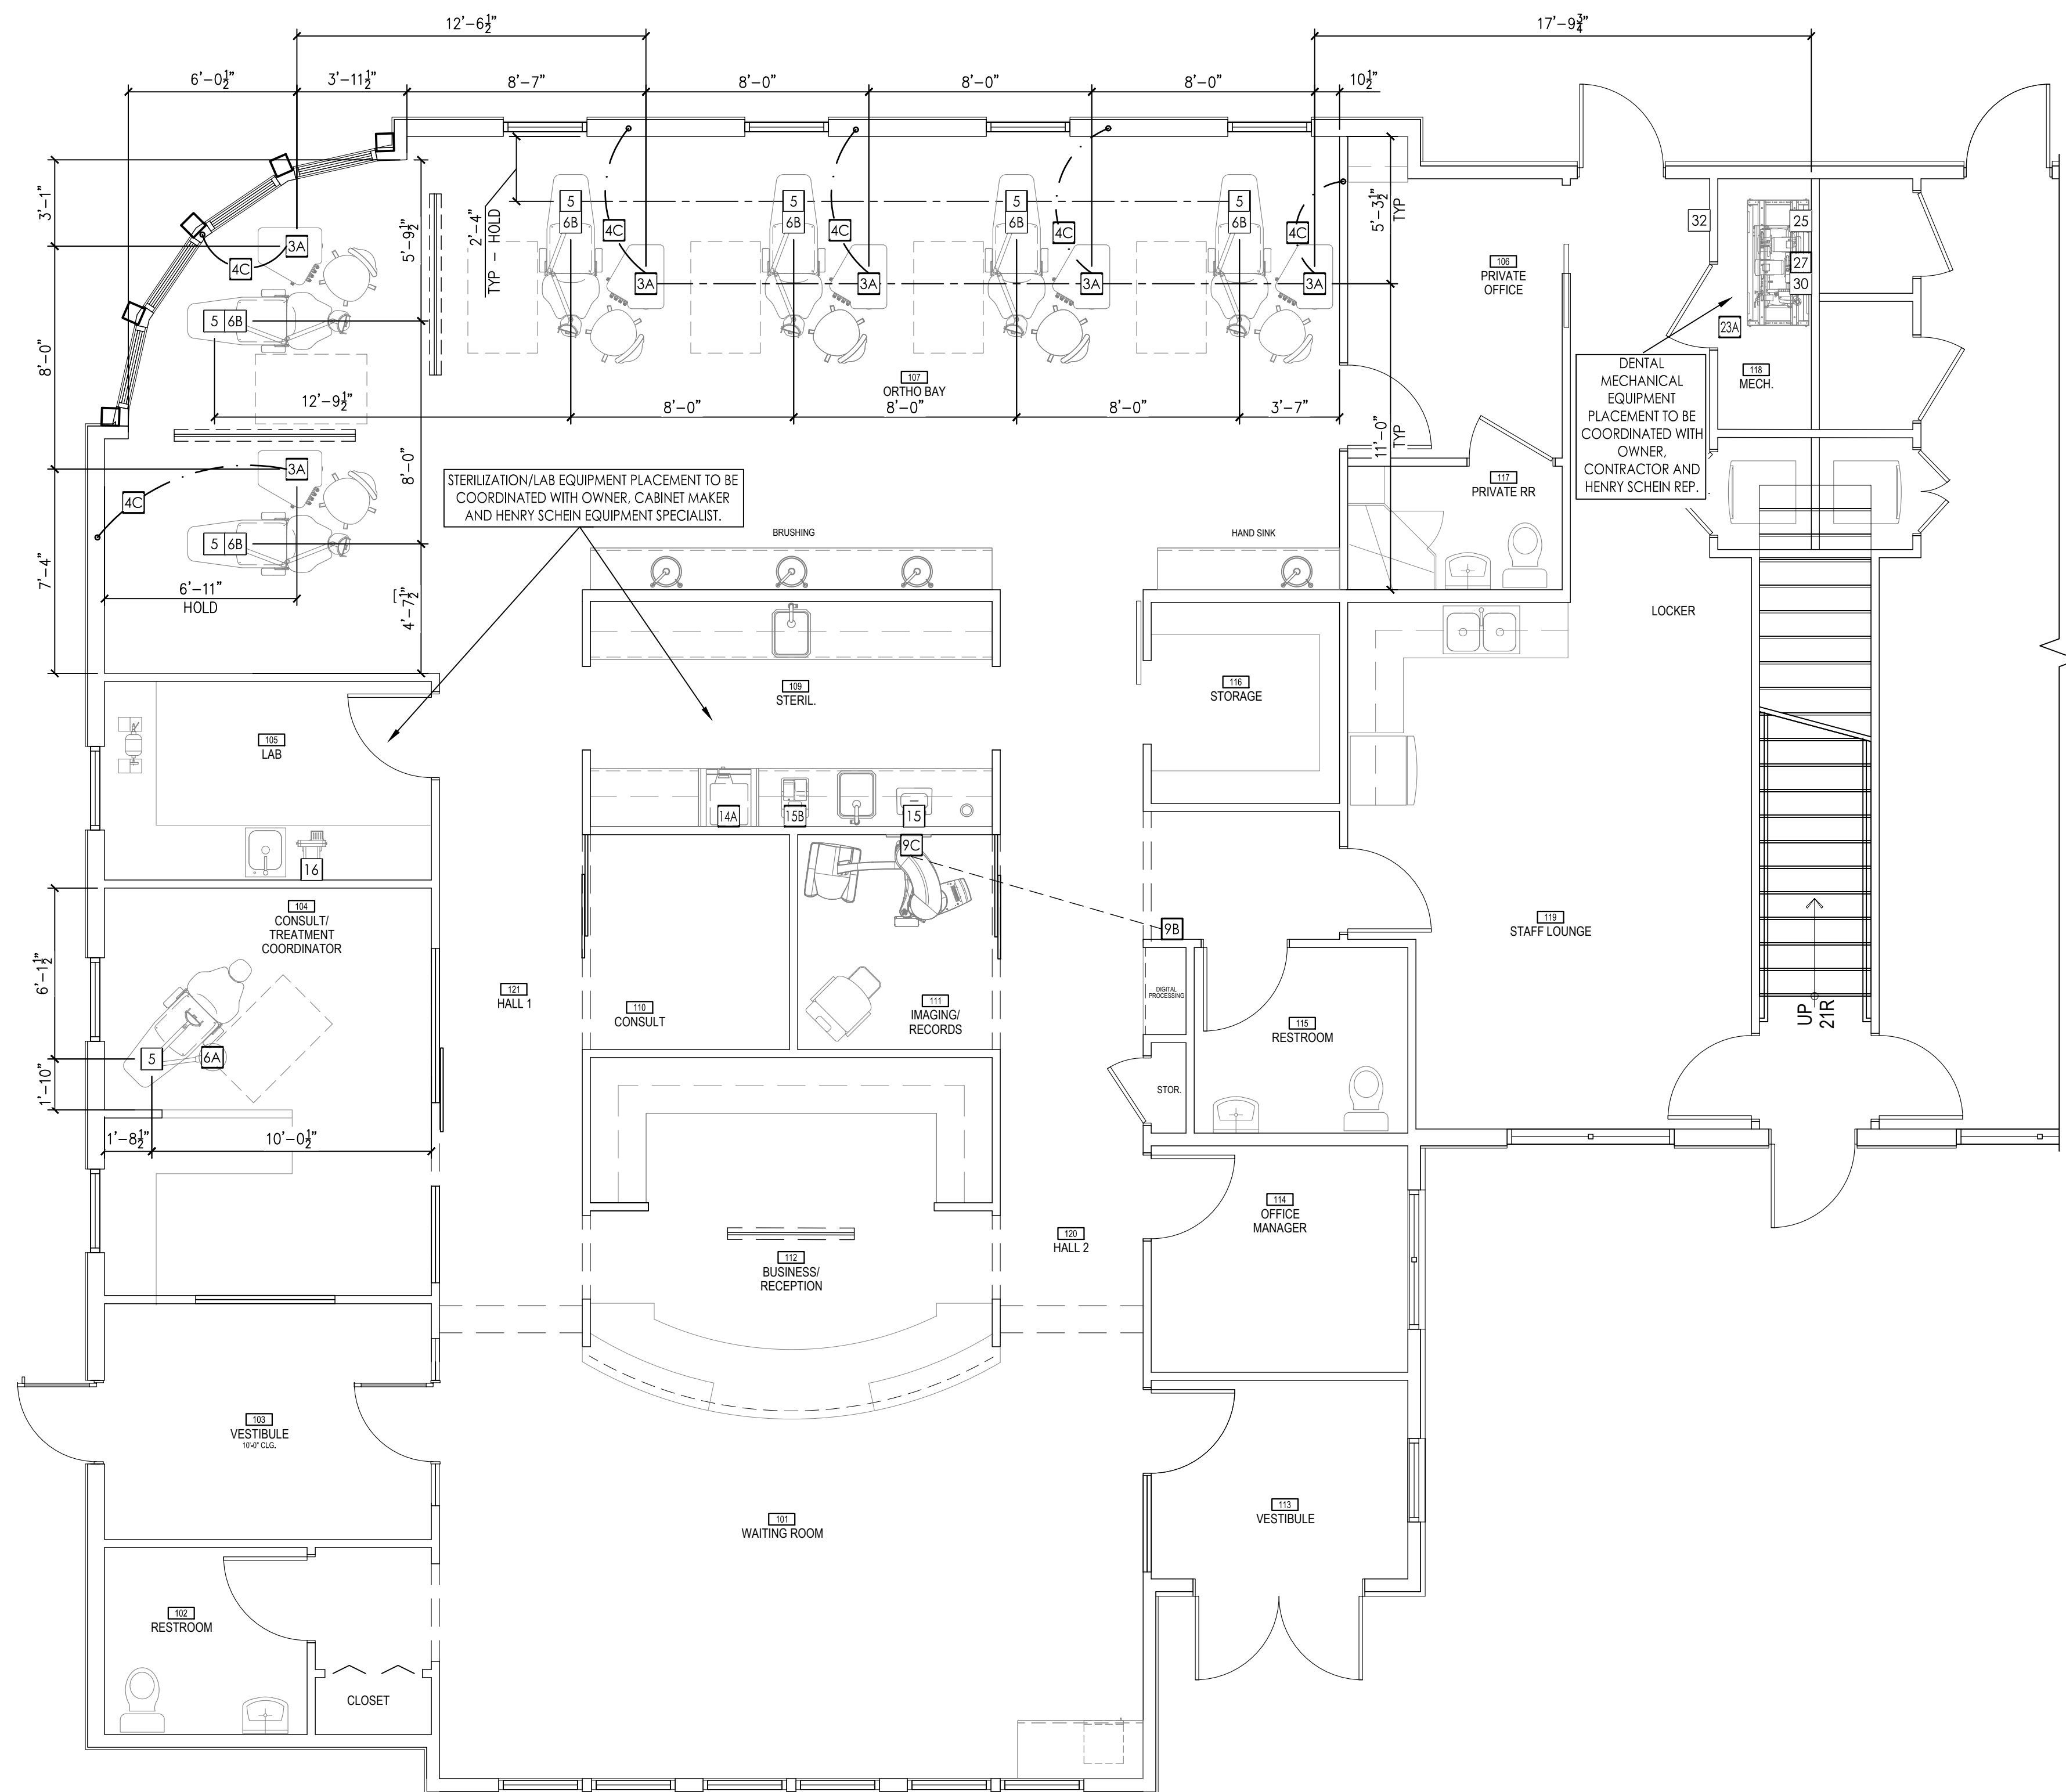 12'-6½"
17'-9¾"
6'-0½"
3'-11½"
8'-7"
8'-0"
8'-0"
8'-0"
10½"
3'-1"
5'-9½"
2'-4"
TYP - HOLD
5'-3½"
TYP
3A
4C
5
6B
4C
3A
5
6B
4C
3A
5
6B
4C
3A
5
6B
4C
3A
5 6B
8'-0"
12'-9½"
8'-0"
8'-0"
8'-0"
3'-7"
107
ORTHO BAY
106
PRIVATE
OFFICE
32
25
27
30
23A
118
MECH.
DENTAL
MECHANICAL
EQUIPMENT
PLACEMENT TO BE
COORDINATED WITH
OWNER,
CONTRACTOR AND
HENRY SCHEIN REP.
11'-0"
TYP
3A
4C
5 6B
8'-0"
STERILIZATION/LAB EQUIPMENT PLACEMENT TO BE
COORDINATED WITH OWNER, CABINET MAKER
AND HENRY SCHEIN EQUIPMENT SPECIALIST.
117
PRIVATE RR
BRUSHING
HAND SINK
7'-4"
6'-11"
HOLD
4'-7½"
LOCKER
109
STERIL.
116
STORAGE
105
LAB
14A
15B
15
16
9C
9B
104
CONSULT/
TREATMENT
COORDINATOR
6'-1½"
5
6A
1'-10"
1'-8½"
10'-0½"
121
HALL 1
110
CONSULT
111
IMAGING/
RECORDS
DIGITAL
PROCESSING
115
RESTROOM
STOR.
119
STAFF LOUNGE
UP
21R
114
OFFICE
MANAGER
120
HALL 2
112
BUSINESS/
RECEPTION
103
VESTIBULE
10'-0" CLG.
113
VESTIBULE
101
WAITING ROOM
102
RESTROOM
CLOSET